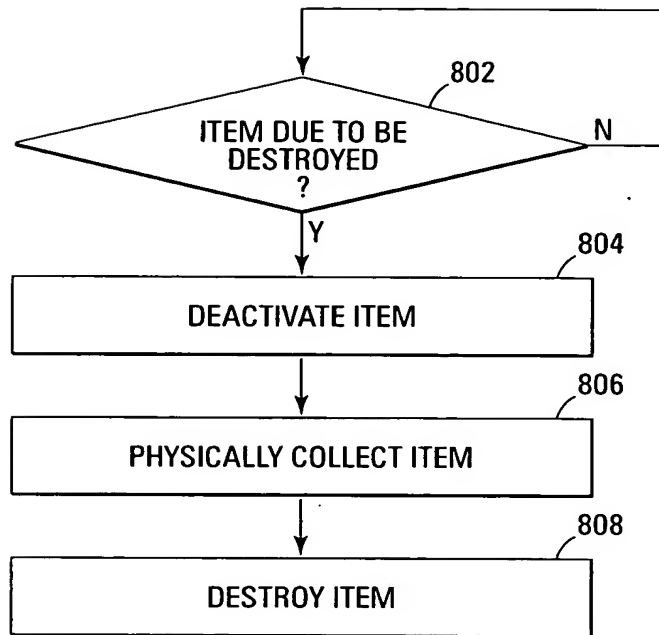 802
ITEM DUE TO BE
DESTROYED
?
N
Y
804
DEACTIVATE ITEM
806
PHYSICALLY COLLECT ITEM
808
DESTROY ITEM